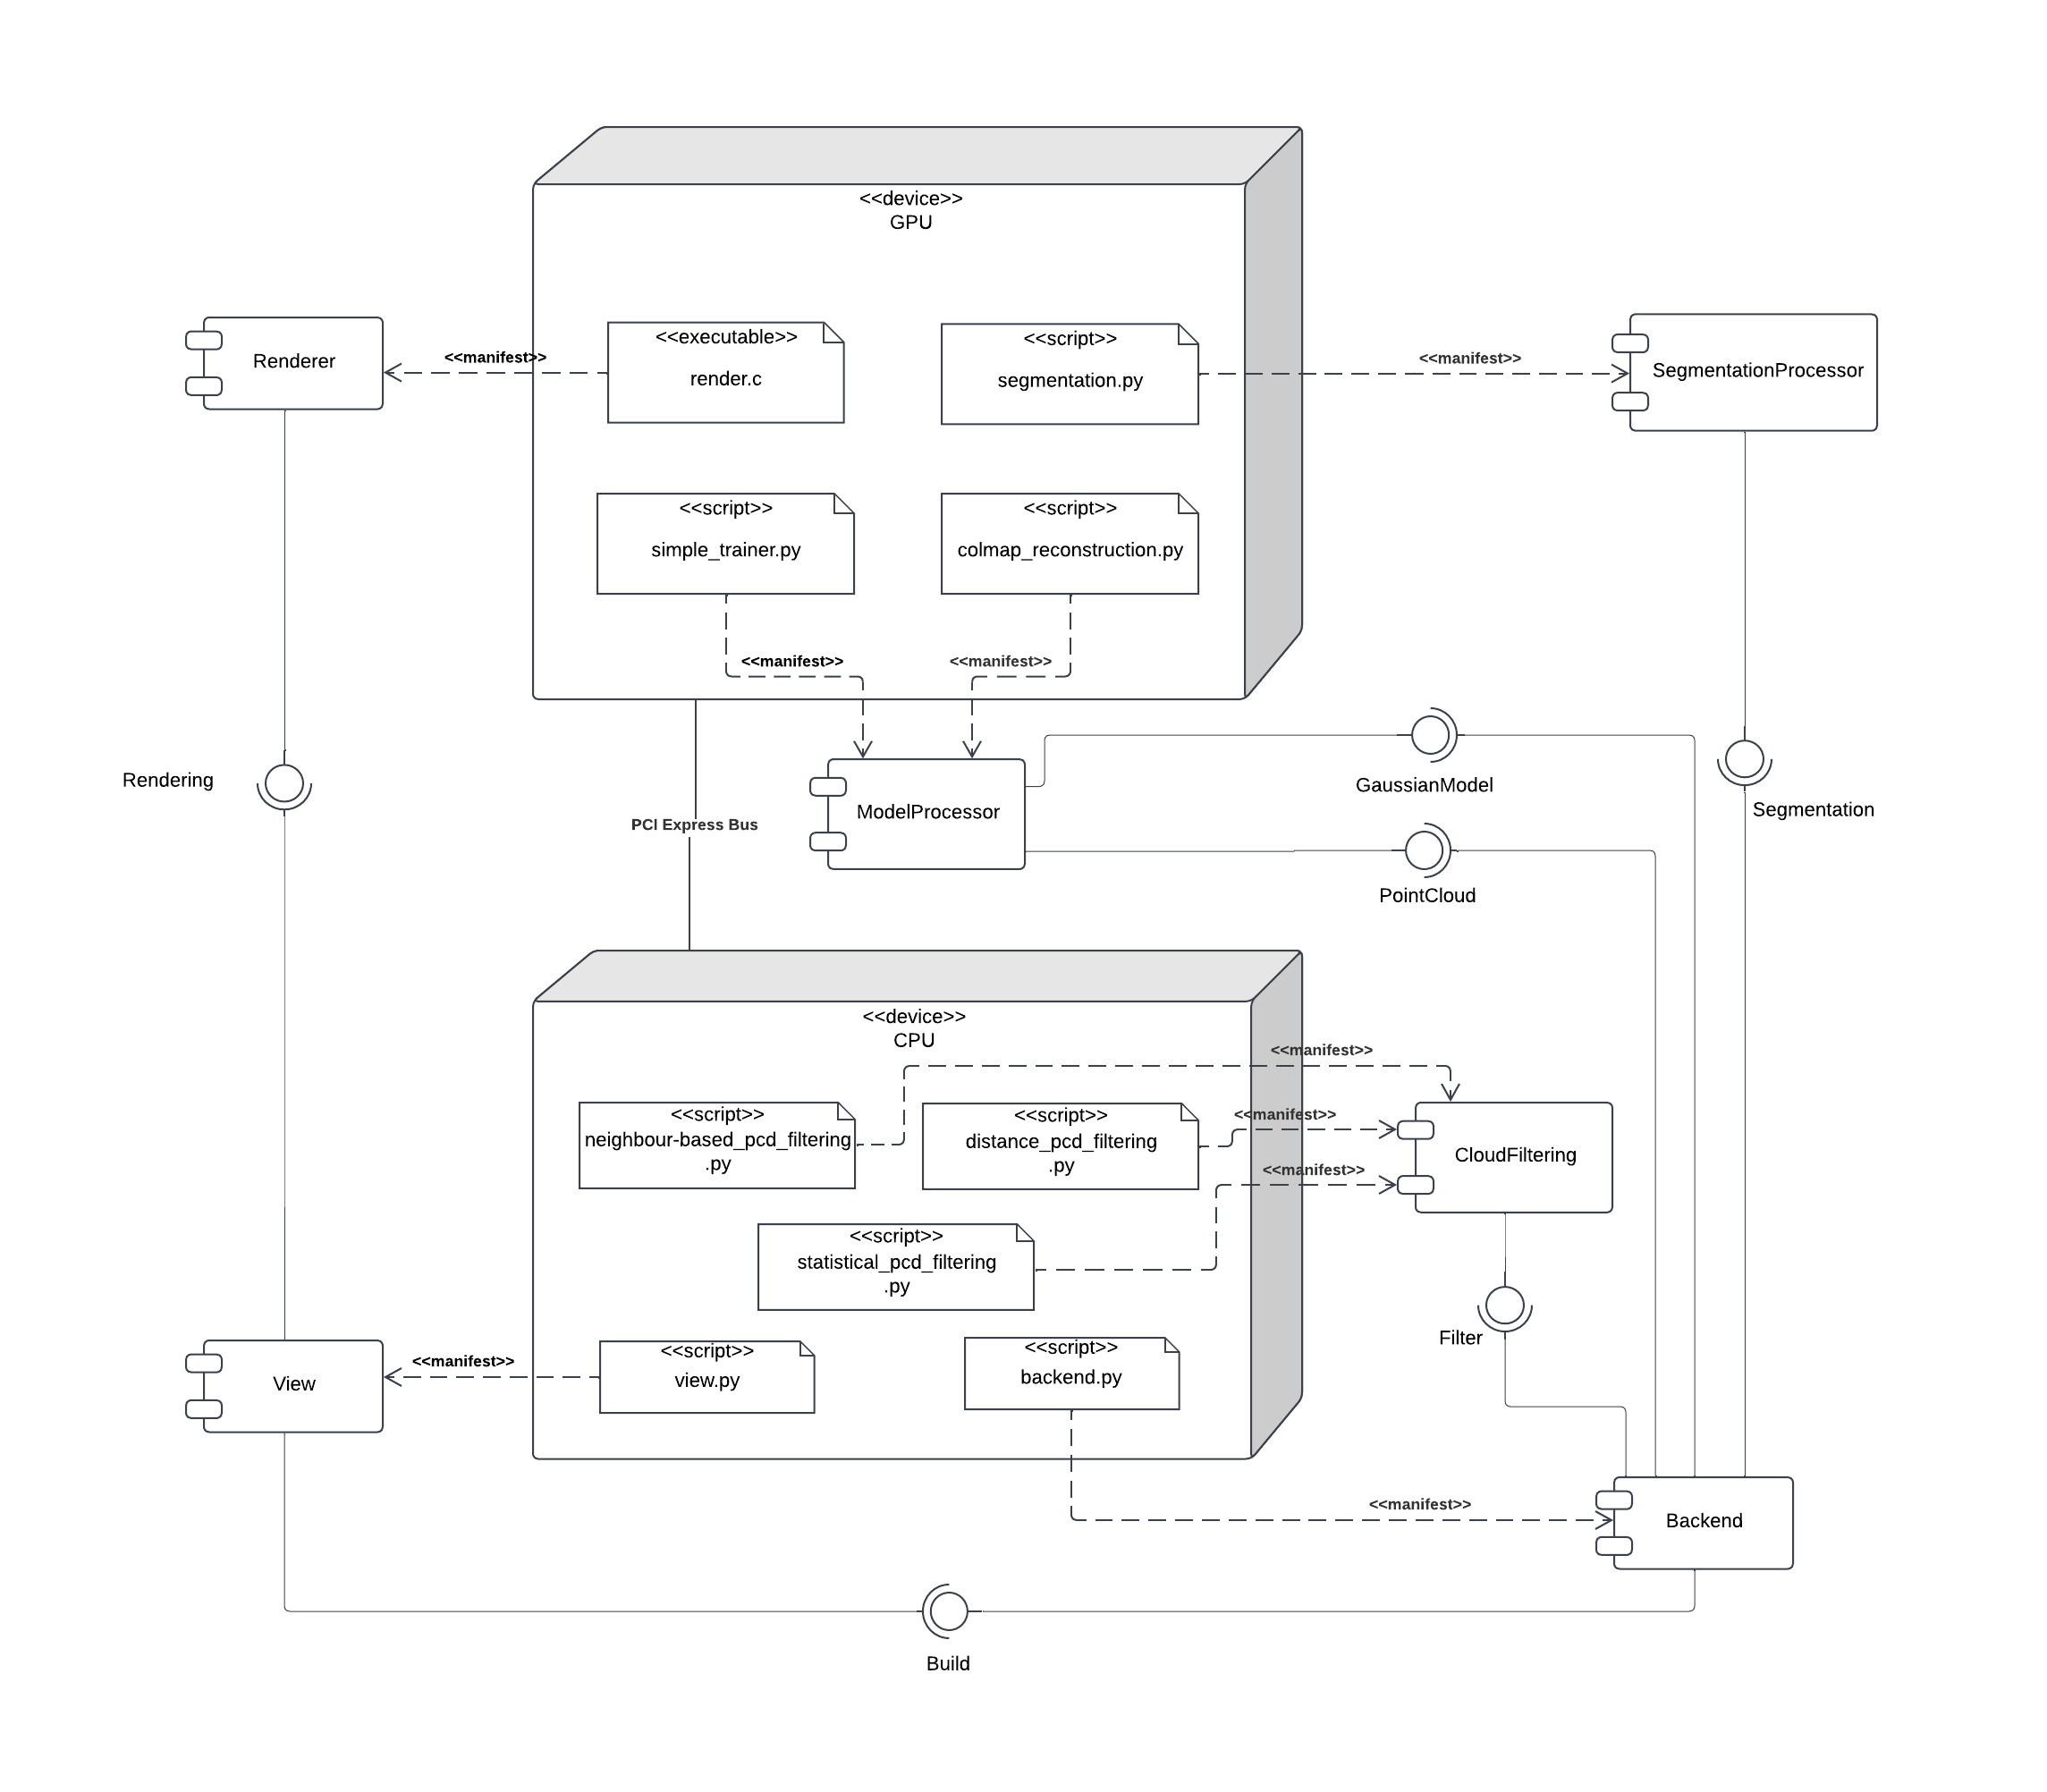 <<device>>
GPU
<<executable>>
render.c
<<script>>
segmentation.py
Renderer
<<manifest>>
<<manifest>>
SegmentationProcessor
<<script>>
simple_trainer.py
<<script>>
colmap_reconstruction.py
<<manifest>>
<<manifest>>
Rendering
PCI Express Bus
ModelProcessor
GaussianModel
Segmentation
PointCloud
<<device>>
CPU
<<manifest>>
<<script>>
neighbour-based_pcd_filtering
.py
<<script>>
distance_pcd_filtering
.py
<<manifest>>
CloudFiltering
<<manifest>>
<<script>>
statistical_pcd_filtering
.py
Filter
View
<<manifest>>
<<script>>
view.py
<<script>>
backend.py
<<manifest>>
Backend
Build